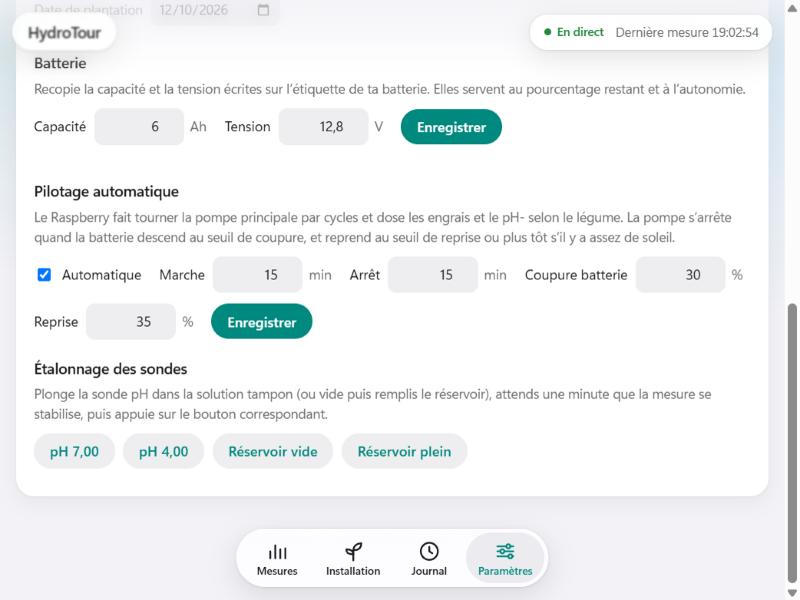 Date de plantation 12/10/2026
HydroTour
En direct Dernière mesure 19:02:54
Batterie
Recopie la capacité et la tension écrites sur l'étiquette de ta batterie. Elles servent au pourcentage restant et à l'autonomie.
Capacité 6 Ah Tension 12,8 V Enregistrer
Pilotage automatique
Le Raspberry fait tourner la pompe principale par cycles et dose les engrais et le pH- selon le légume. La pompe s'arrête
quand la batterie descend au seuil de coupure, et reprend au seuil de reprise ou plus tôt s'il y a assez de soleil.
Automatique Marche 15 min Arrêt 15 min Coupure batterie 30 %
Reprise 35 % Enregistrer
Étalonnage des sondes
Plonge la sonde pH dans la solution tampon (ou vide puis remplis le réservoir), attends une minute que la mesure se
stabilise, puis appuie sur le bouton correspondant.
pH 7,00 pH 4,00 Réservoir vide Réservoir plein
Mesures Installation Journal Paramètres